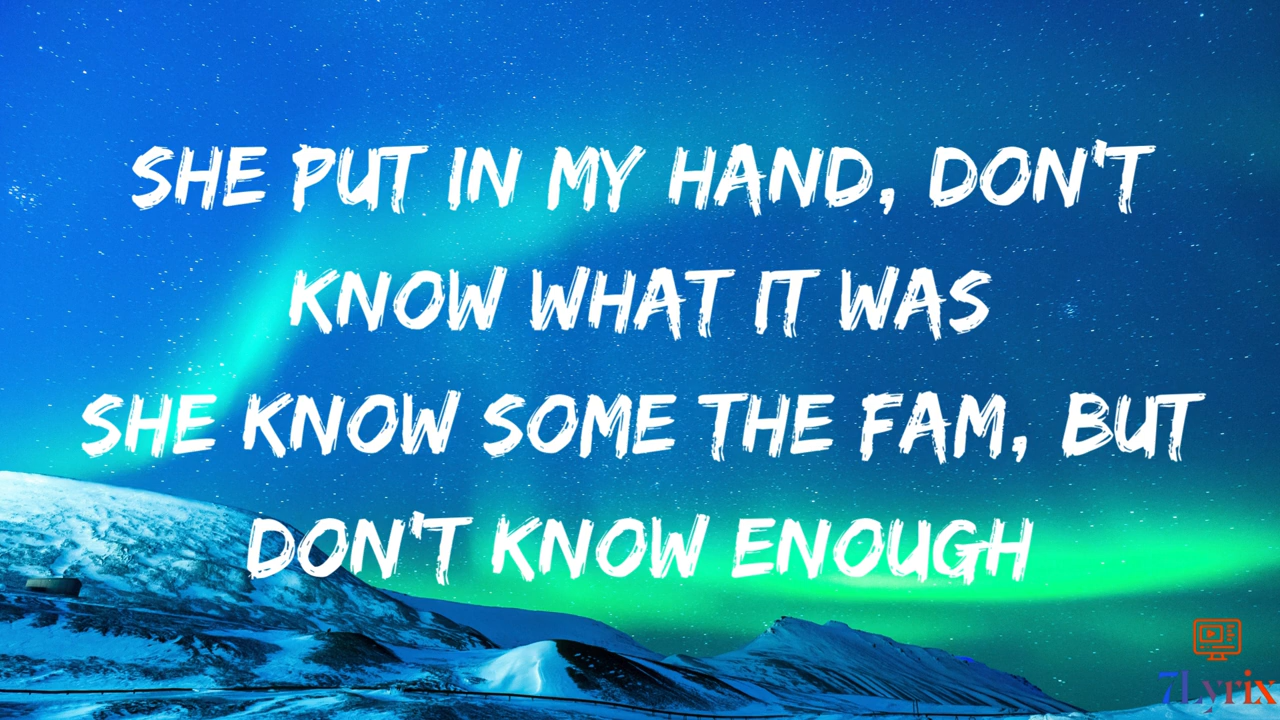 SHE PUT IN MY HAND, DON'T
KNOW WHAT IT WAS
SHE KNOW SOME THE FAM, BUT
DON'T KNOW ENOUGH
7Lyrix